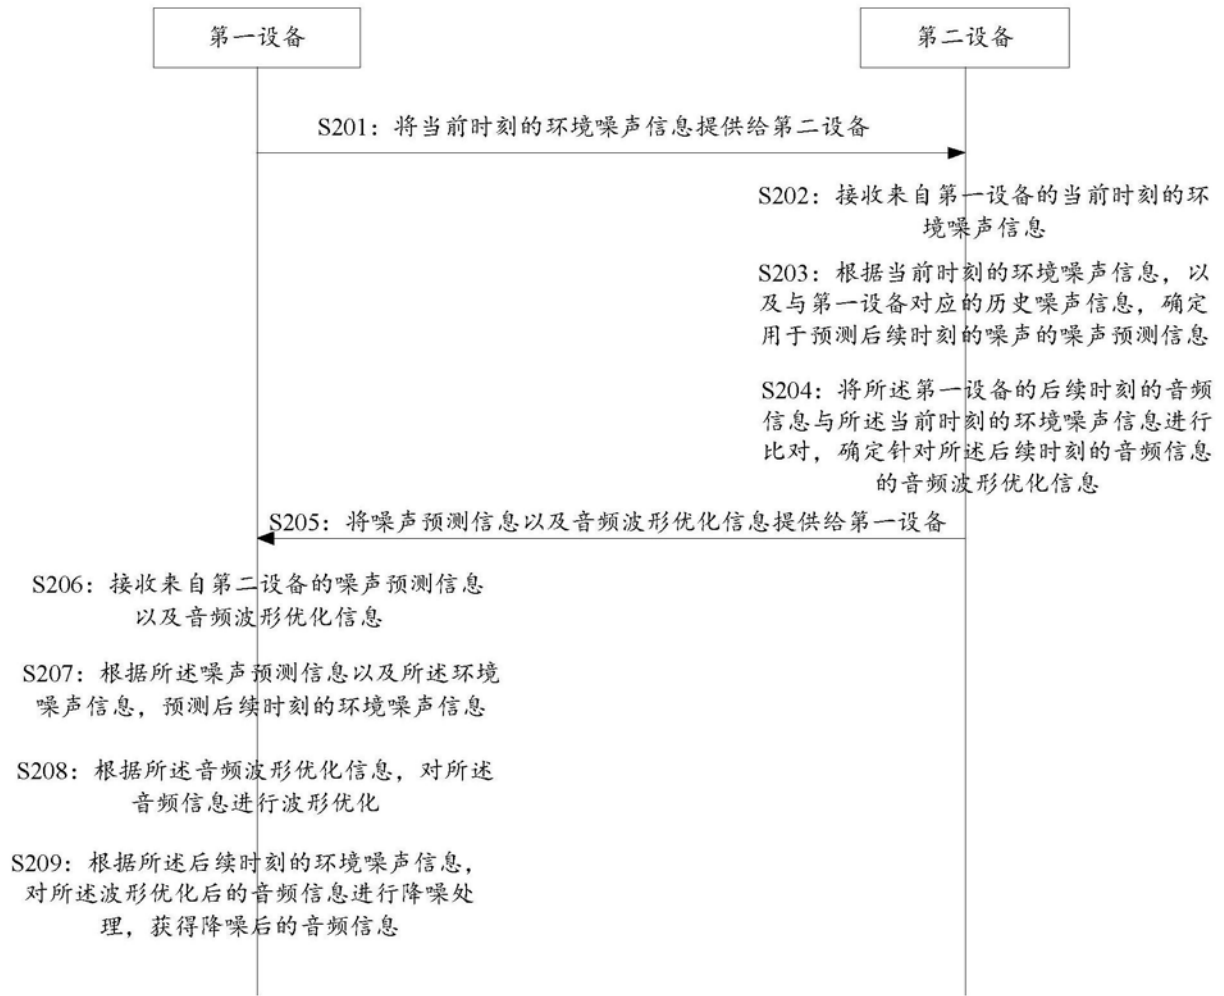 第一设备
第二设备
S201：将当前时刻的环境噪声信息提供给第二设备
S202：接收来自第一设备的当前时刻的环
境噪声信息
S203：根据当前时刻的环境噪声信息，以
及与第一设备对应的历史噪声信息，确定
用于预测后续时刻的噪声的噪声预测信息
S204：将所述第一设备的后续时刻的音频
信息与所述当前时刻的环境噪声信息进行
比对，确定针对所述后续时刻的音频信息
的音频波形优化信息
S205：将噪声预测信息以及音频波形优化信息提供给第一设备
S206：接收来自第二设备的噪声预测信息
以及音频波形优化信息
S207：根据所述噪声预测信息以及所述环境
噪声信息，预测后续时刻的环境噪声信息
S208：根据所述音频波形优化信息，对所述
音频信息进行波形优化
S209：根据所述后续时刻的环境噪声信息，
对所述波形优化后的音频信息进行降噪处
理，获得降噪后的音频信息